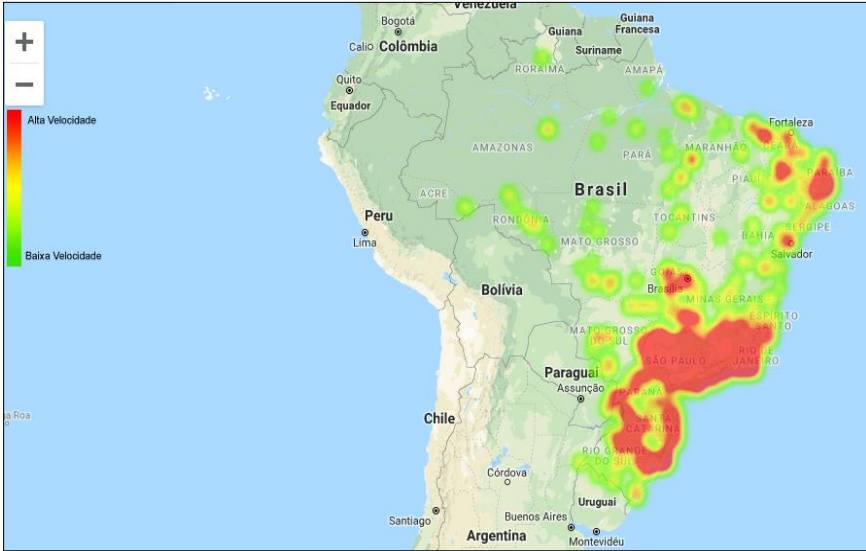 Venezuela
Bogotá
Guiana
Guiana
Francesa
Calio
Colômbia
Suriname
RORAIMA
AMAPÁ
Quito
Equador
Alta Velocidade
Fortaleza
CEARÁ
AMAZONAS
PARÁ
MARANHÃO
PIAUÍ
PARAÍBA
Brasil
ACRE
ALAGOAS
Peru
RONDÔNIA
TOCANTINS
SERGIPE
Lima
MATO GROSSO
BAHIA
Salvador
Baixa Velocidade
GOIÁS
Brasília
Bolívia
MINAS GERAIS
ESPÍRITO
SANTO
MATO GROSSO
DO SUL
SÃO PAULO
RIO DE
JANEIRO
Paraguai
Assunção
PARANÁ
ga Roa
Chile
SANTA
CATARINA
RIO GRANDE
DO SUL
Córdova
Uruguai
Santiago
Buenos Aires
Argentina
Montevidéu